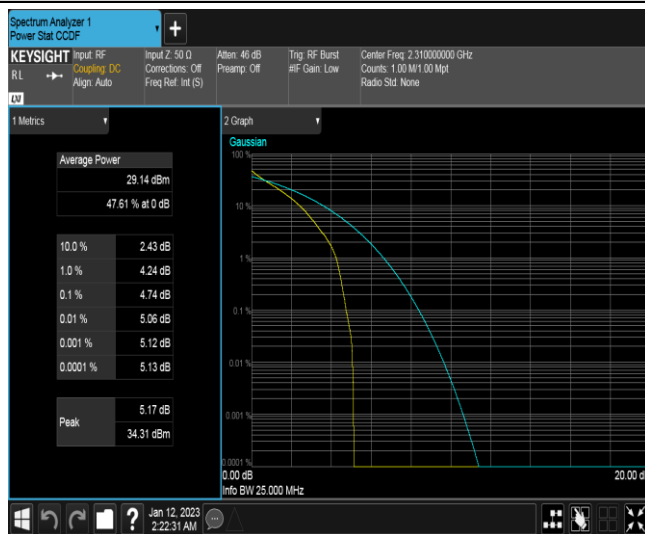 Spectrum Analyzer 1
Power Stat CCDF
+
KEYSIGHT
RL
LXI
Input: RF
Coupling: DC
Align: Auto
Input Z: 50 Ω
Corrections: Off
Freq Ref: Int (S)
Atten: 46 dB
Preamp: Off
Trig: RF Burst
#IF Gain: Low
Center Freq: 2.310000000 GHz
Counts: 1.00 M/1.00 Mpt
Radio Std: None
1 Metrics
Average Power
29.14 dBm
47.61 % at 0 dB
10.0 % 2.43 dB
1.0 % 4.24 dB
0.1 % 4.74 dB
0.01 % 5.06 dB
0.001 % 5.12 dB
0.0001 % 5.13 dB
Peak
5.17 dB
34.31 dBm
2 Graph
Gaussian
100 %
10 %
1 %
0.1 %
0.01 %
0.001 %
0.0001 %
0.00 dB
20.00 d
Info BW 25.000 MHz
?
Jan 12, 2023
2:22:31 AM